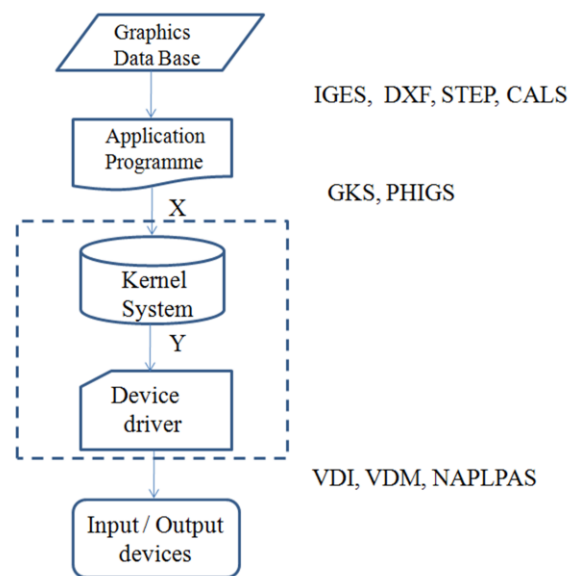 Graphics
Data Base
IGES, DXF, STEP, CALS
Application
Programme
GKS, PHIGS
X
Kernel
System
Y
Device
driver
VDI, VDM, NAPLPAS
Input / Output
devices